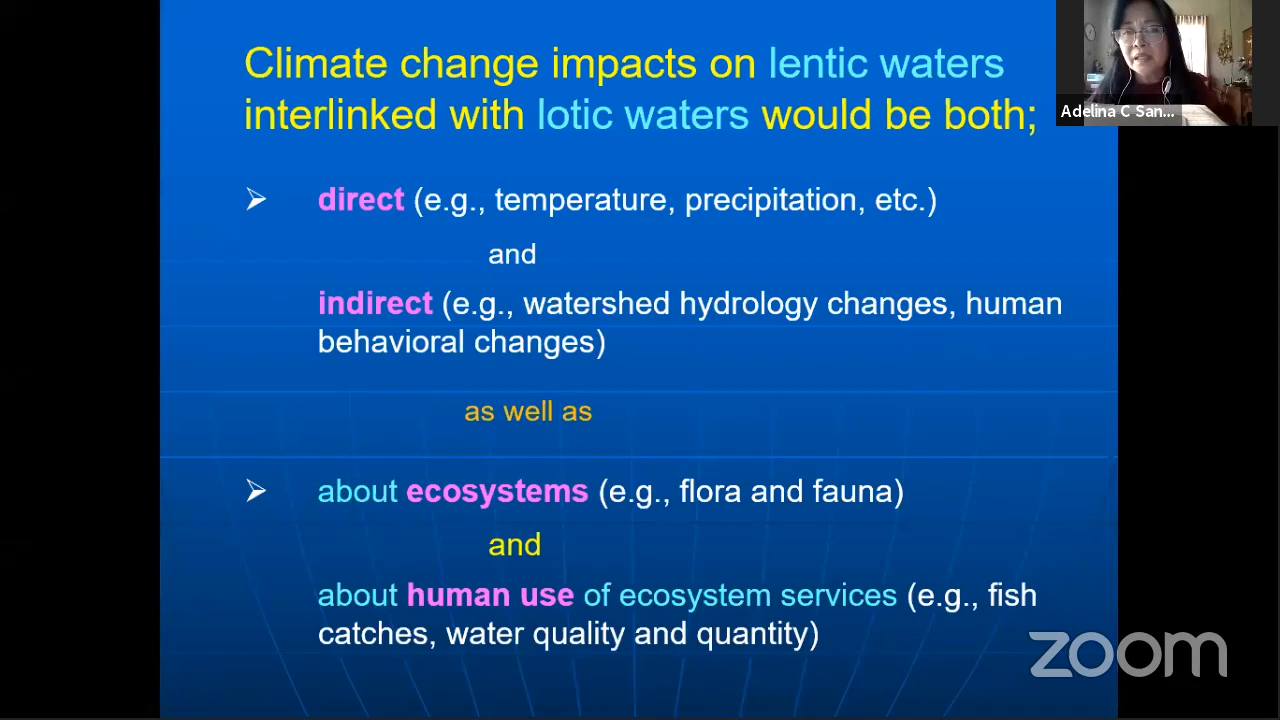 Climate change impacts on lentic waters
interlinked with lotic waters would be both;
➢ direct (e.g., temperature, precipitation, etc.)
and
indirect (e.g., watershed hydrology changes, human
behavioral changes)
as well as
➢ about ecosystems (e.g., flora and fauna)
and
about human use of ecosystem services (e.g., fish
catches, water quality and quantity)
Adelina C San...
zoom